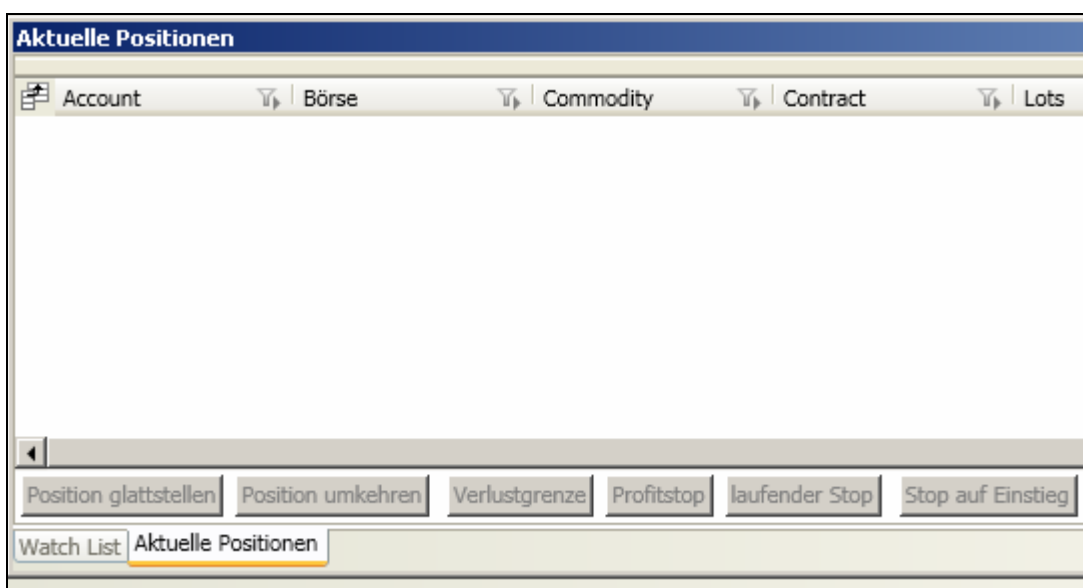 Aktuelle Positionen
Account Börse Commodity Contract Lots
Position glattstellen Position umkehren Verlustgrenze Profitstop laufender Stop Stop auf Einstieg
Watch List Aktuelle Positionen